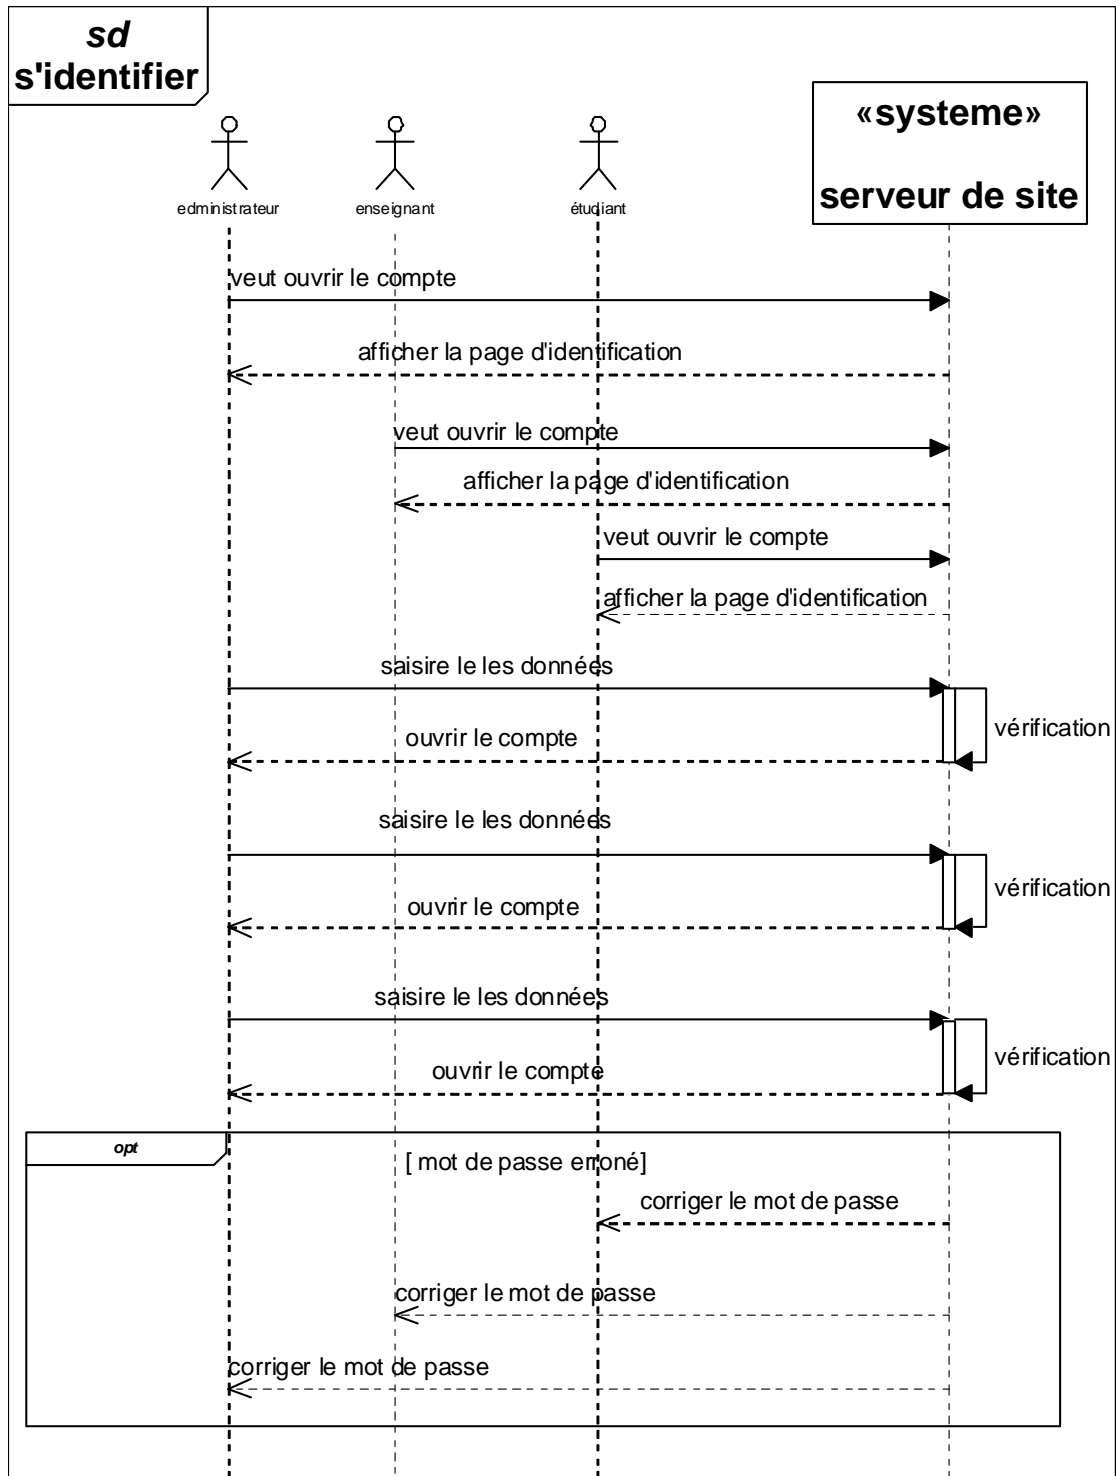 sd
s'identifier
«systeme»
serveur de site
edministrateur
enseignant
étudiant
veut ouvrir le compte
afficher la page d'identification
veut ouvrir le compte
afficher la page d'identification
veut ouvrir le compte
afficher la page d'identification
saisire le les données
vérification
ouvrir le compte
saisire le les données
vérification
ouvrir le compte
saisire le les données
vérification
ouvrir le compte
opt
[ mot de passe erroné]
corriger le mot de passe
corriger le mot de passe
corriger le mot de passe